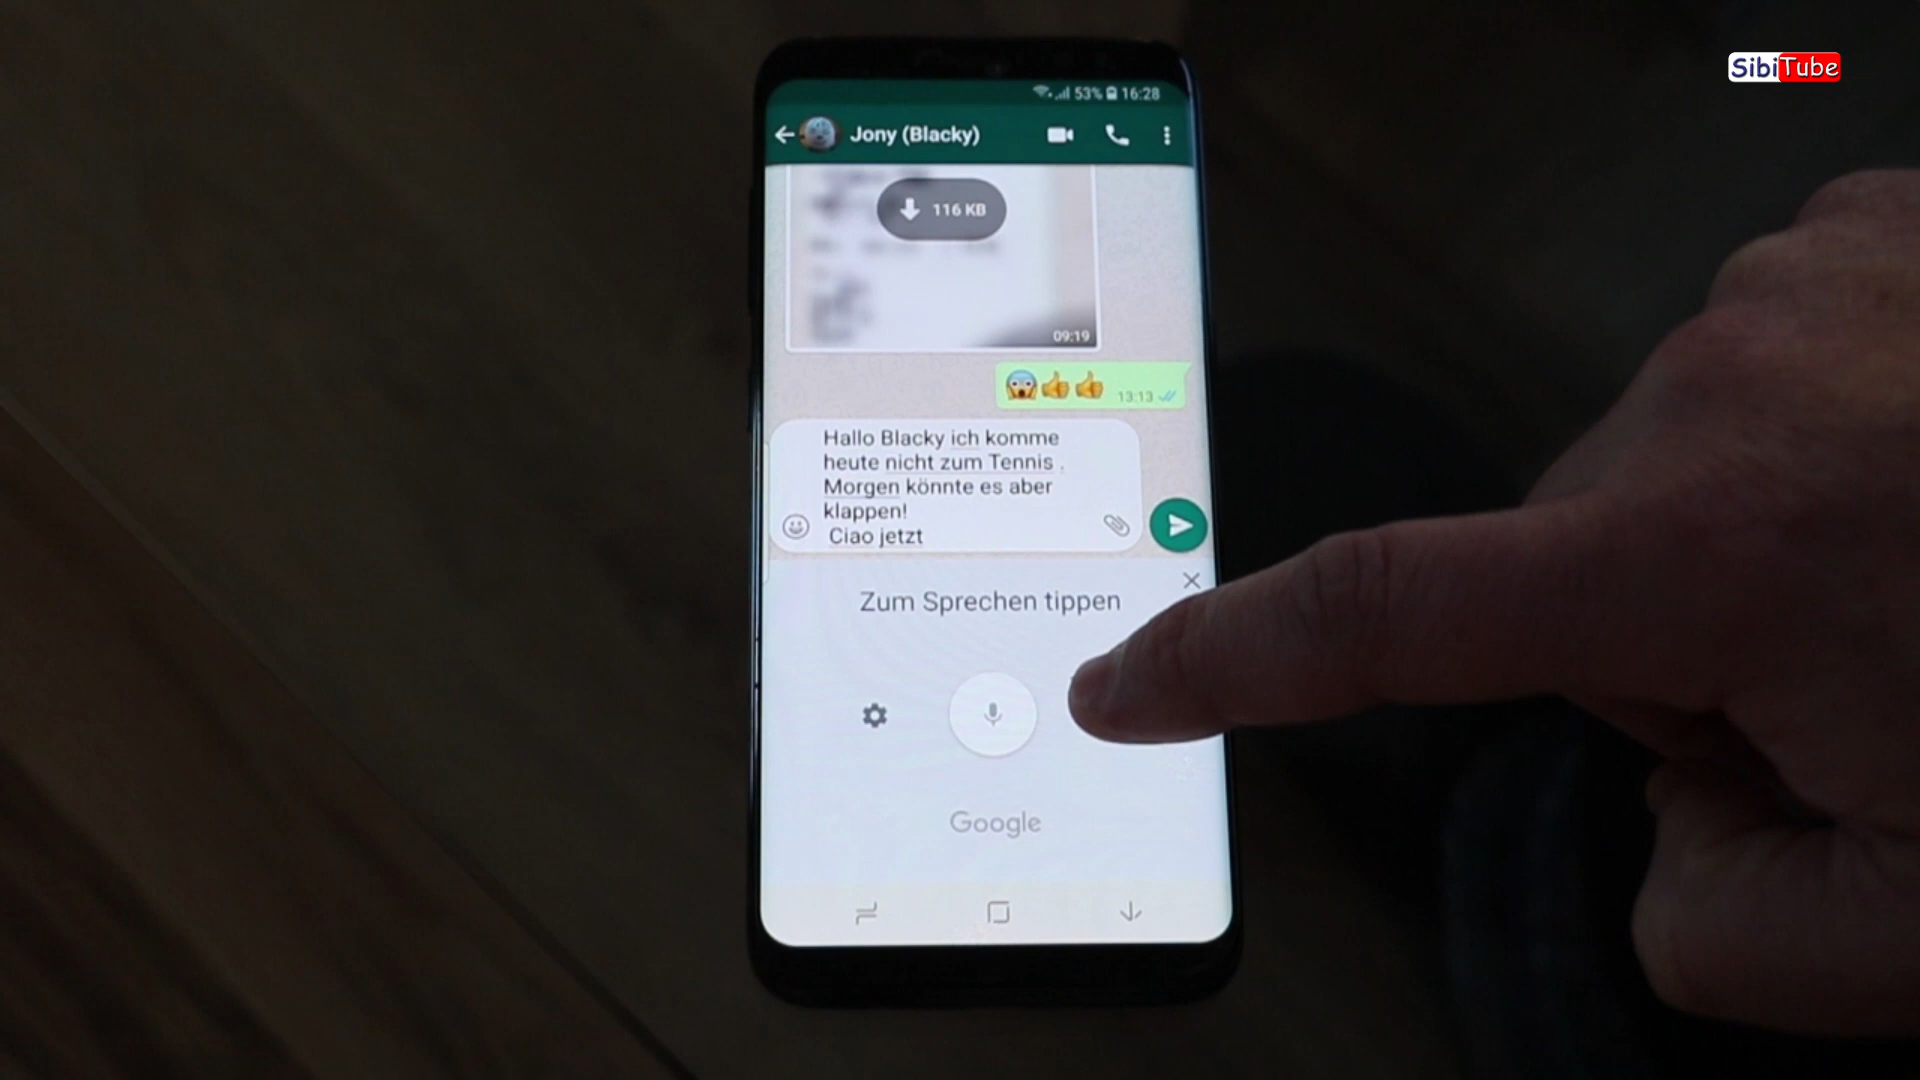 SibiTube
53% 16:28
Jony (Blacky)
116 KB
09:19
13:13
Hallo Blacky ich komme
heute nicht zum Tennis .
Morgen könnte es aber
klappen!
Ciao jetzt
Zum Sprechen tippen
Google